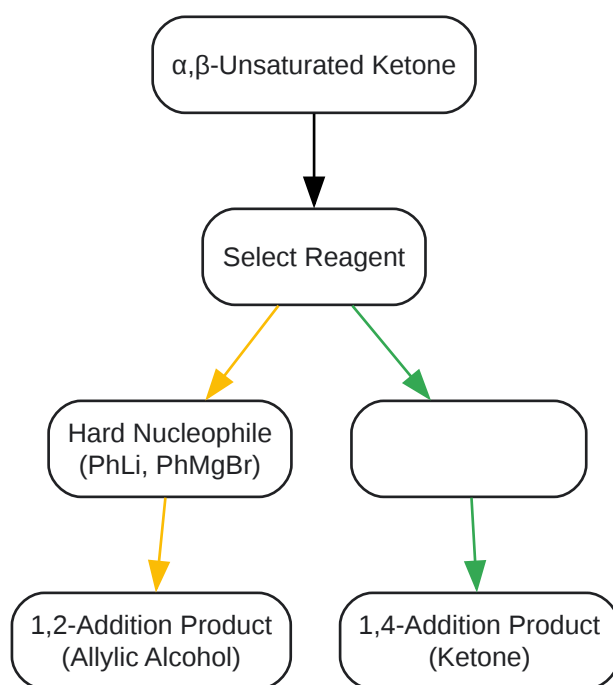 α,β-Unsaturated Ketone
Select Reagent
Hard Nucleophile
(PhLi, PhMgBr)
1,2-Addition Product
(Allylic Alcohol)
1,4-Addition Product
(Ketone)